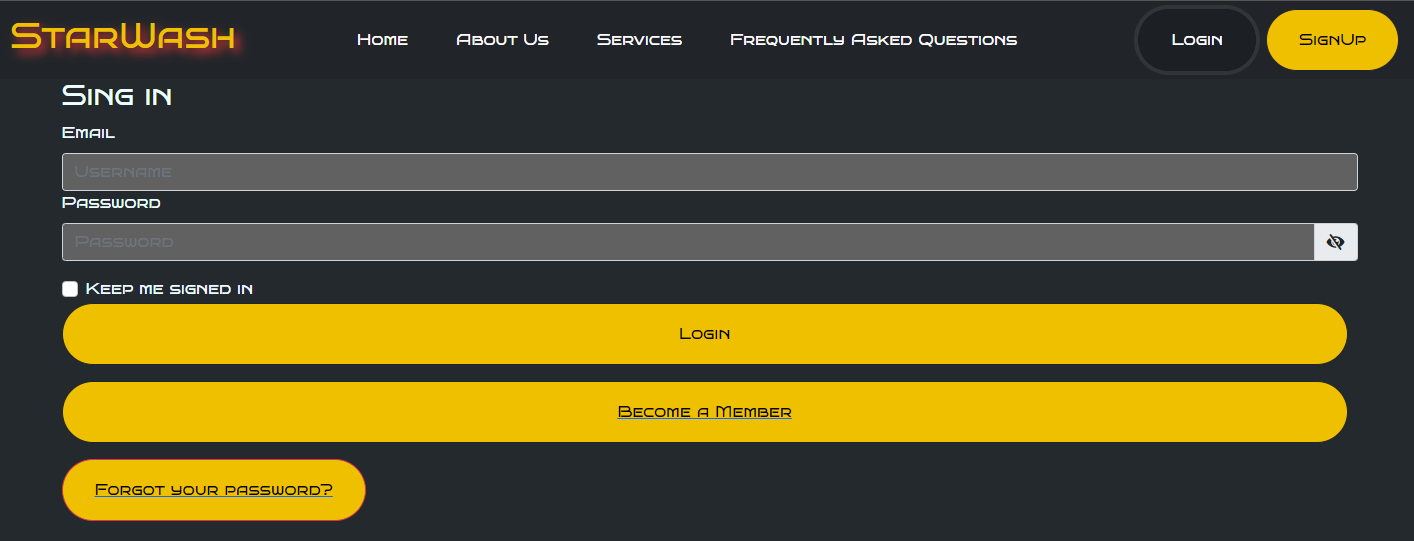 StarWash
Home About Us Services Frequently Asked Questions Login SignUp
Sing in
Email
Username
Password
Password
Keep me signed in
Login
Become a Member
Forgot your password?